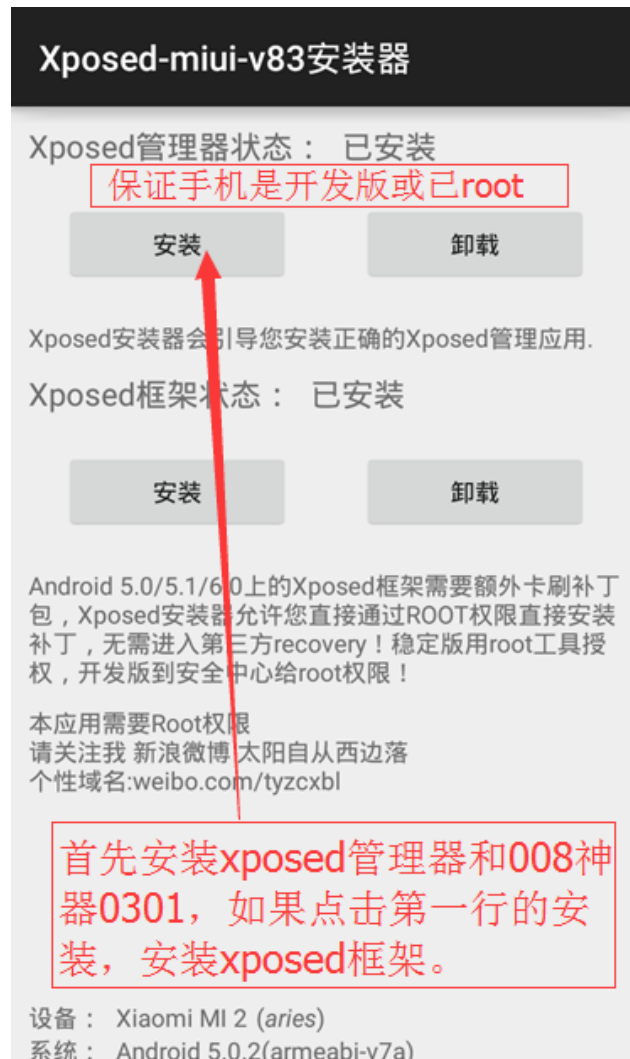 Xposed-miui-v83安装器
Xposed管理器状态： 已安装
保证手机是开发版或已root
安装 卸载
Xposed安装器会引导您安装正确的Xposed管理应用.
Xposed框架状态： 已安装
安装 卸载
Android 5.0/5.1/6.0上的Xposed框架需要额外卡刷补丁
包，Xposed安装器允许您直接通过ROOT权限直接安装
补丁，无需进入第三方recovery！稳定版用root工具授
权，开发版到安全中心给root权限！
本应用需要Root权限
请关注我 新浪微博 太阳自从西边落
个性域名:weibo.com/tyzcxbl
首先安装xposed管理器和008神
器0301，如果点击第一行的安
装，安装xposed框架。
设备： Xiaomi MI 2 (aries)
系统： Android 5.0.2(armeabi-v7a)